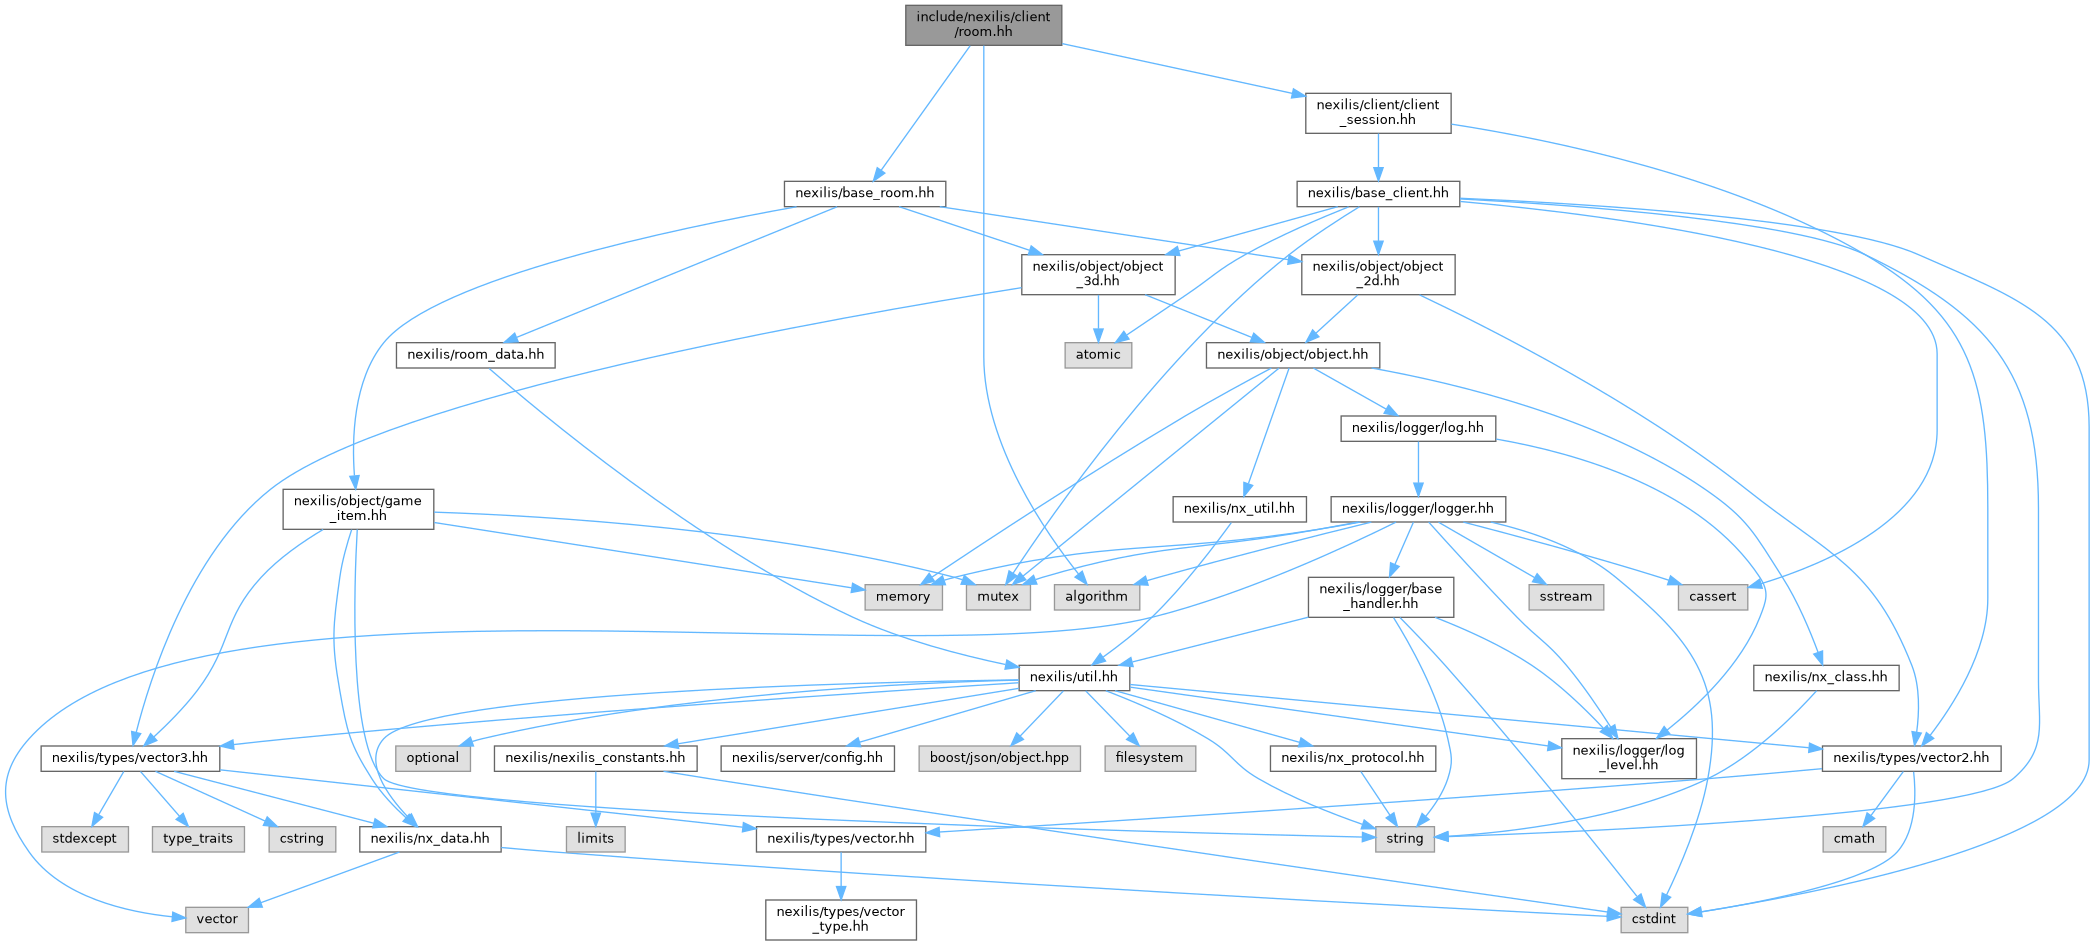 include/nexilis/client
/room.hh
nexilis/client/client
_session.hh
nexilis/base_room.hh
nexilis/base_client.hh
nexilis/object/object
_3d.hh
nexilis/object/object
_2d.hh
nexilis/room_data.hh
atomic
nexilis/object/object.hh
nexilis/logger/log.hh
nexilis/object/game
_item.hh
nexilis/nx_util.hh
nexilis/logger/logger.hh
memory
mutex
algorithm
nexilis/logger/base
_handler.hh
sstream
cassert
nexilis/util.hh
nexilis/nx_class.hh
nexilis/types/vector3.hh
optional
nexilis/nexilis_constants.hh
nexilis/server/config.hh
boost/json/object.hpp
filesystem
nexilis/nx_protocol.hh
nexilis/logger/log
_level.hh
nexilis/types/vector2.hh
stdexcept
type_traits
cstring
nexilis/nx_data.hh
limits
nexilis/types/vector.hh
string
cmath
vector
nexilis/types/vector
_type.hh
cstdint